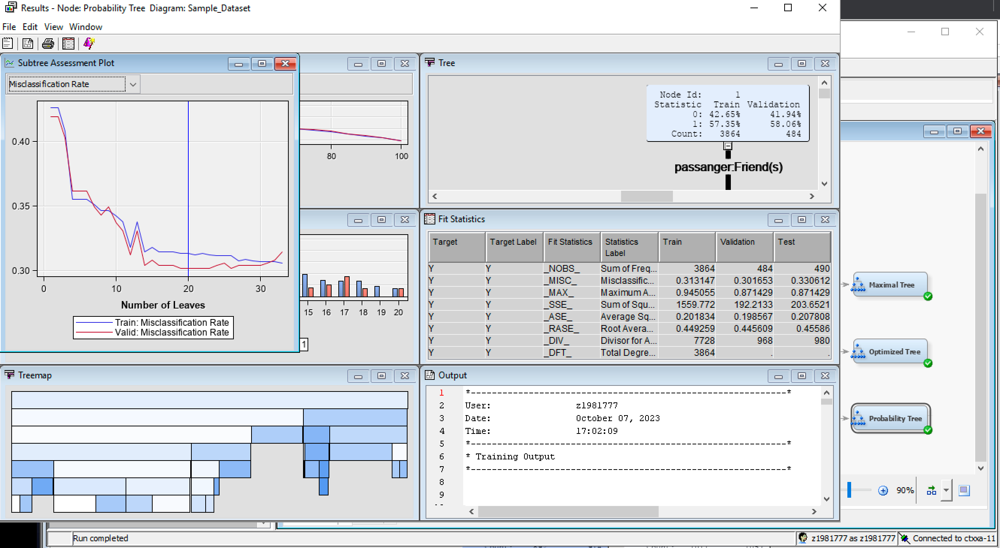 Results - Node: Probability Tree  Diagram: Sample_Dataset
File Edit View Window
Subtree Assessment Plot
Misclassification Rate
0.40
0.35
0.30
0 10 20 30
Number of Leaves
Train: Misclassification Rate
Valid: Misclassification Rate
80 100
15 16 17 18 19 20
1
Tree
Node Id: 1
Statistic Train Validation
0: 42.65% 41.94%
1: 57.35% 58.06%
Count: 3864 484
passanger:Friend(s)
Fit Statistics
Target Target Label Fit Statistics Statistics Label Train Validation Test
Y Y _NOBS_ Sum of Freq... 3864 484 490
Y Y _MISC_ Misclassific... 0.313147 0.301653 0.330612
Y Y _MAX_ Maximum A... 0.945055 0.871429 0.871429
Y Y _SSE_ Sum of Squ... 1559.772 192.2133 203.6521
Y Y _ASE_ Average Sq... 0.201834 0.198567 0.207808
Y Y _RASE_ Root Avera... 0.449259 0.445609 0.45586
Y Y _DIV_ Divisor for A... 7728 968 980
Y Y _DFT_ Total Degre... 3864 . .
Treemap
Output
1 *------------------------------------------------------------*
2 User: z1981777
3 Date: October 07, 2023
4 Time: 17:02:09
5 *------------------------------------------------------------*
6 * Training Output
7 *------------------------------------------------------------*
8
9
Maximal Tree
Optimized Tree
Probability Tree
90%
Run completed
z1981777 as z1981777
Connected to ctxxa-11